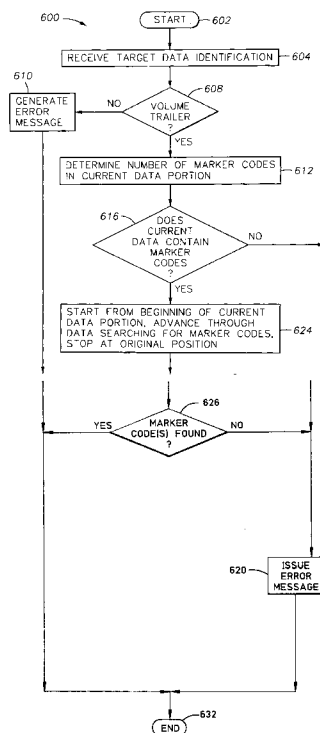 600
START
602
RECEIVE TARGET DATA IDENTIFICATION
604
610
608
GENERATE
ERROR
MESSAGE
NO
VOLUME
TRAILER
?
YES
DETERMINE NUMBER OF MARKER CODES
IN CURRENT DATA PORTION
612
616
DOES
CURRENT
DATA CONTAIN
MARKER
CODES
?
NO
YES
START FROM BEGINNING OF CURRENT
DATA PORTION, ADVANCE THROUGH
DATA SEARCHING FOR MARKER CODES,
STOP AT ORIGINAL POSITION
624
626
YES
MARKER
CODE(S) FOUND
?
NO
620
ISSUE
ERROR
MESSAGE
632
END